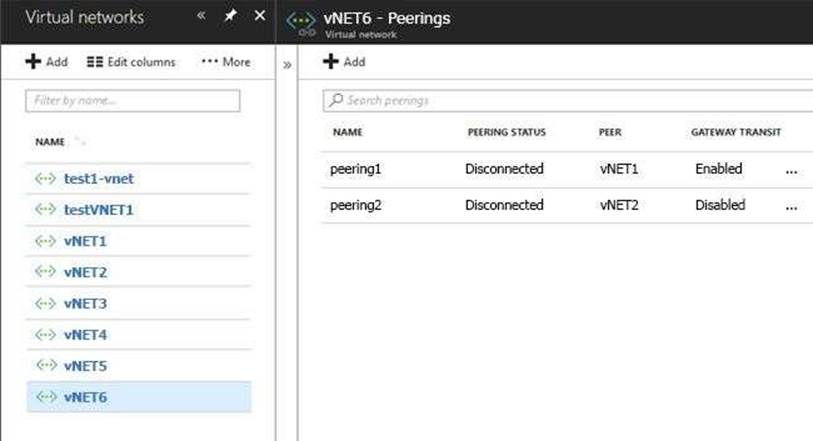 Virtual networks « ×
+ Add Edit columns ••• More
Filter by name...
NAME
test1-vnet
testVNET1
vNET1
vNET2
vNET3
vNET4
vNET5
vNET6
»
vNET6 - Peerings
Virtual network
+ Add
Search peerings
NAME PEERING STATUS PEER GATEWAY TRANSIT
peering1 Disconnected vNET1 Enabled ...
peering2 Disconnected vNET2 Disabled ...